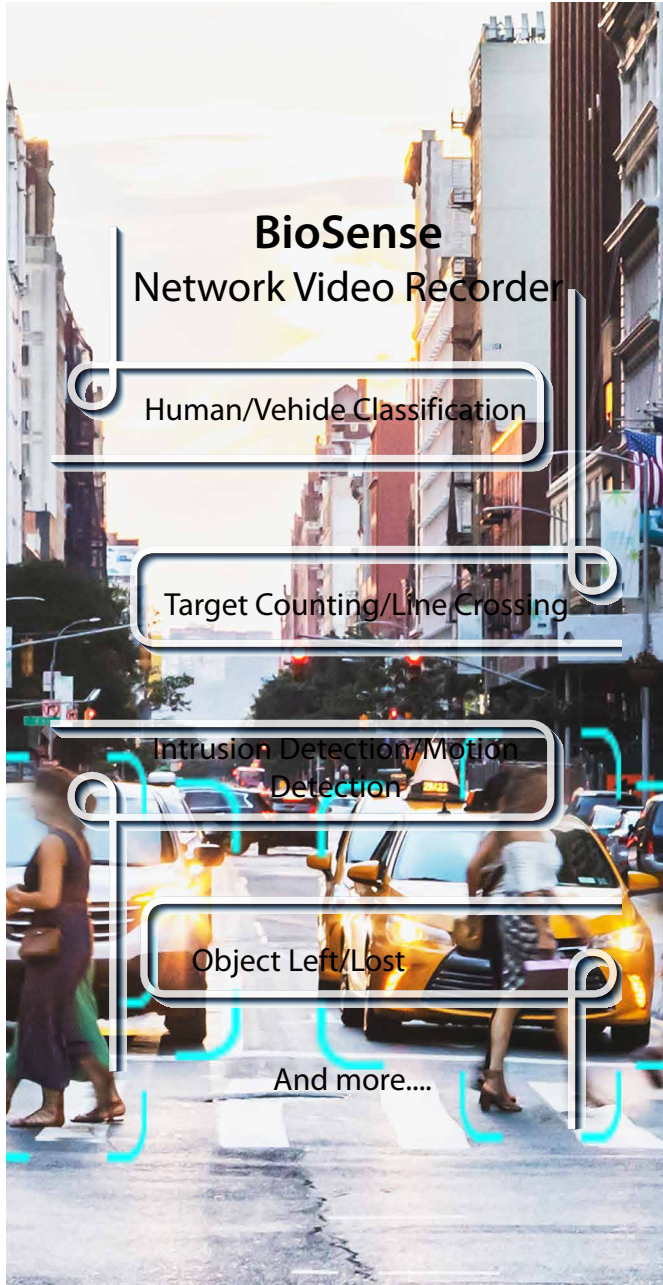 BioSense
Network Video Recorder
Human/Vehide Classification
Target Counting/Line Crossing
Intrusion Detection/Motion
Detection
Object Left/Lost
And more....